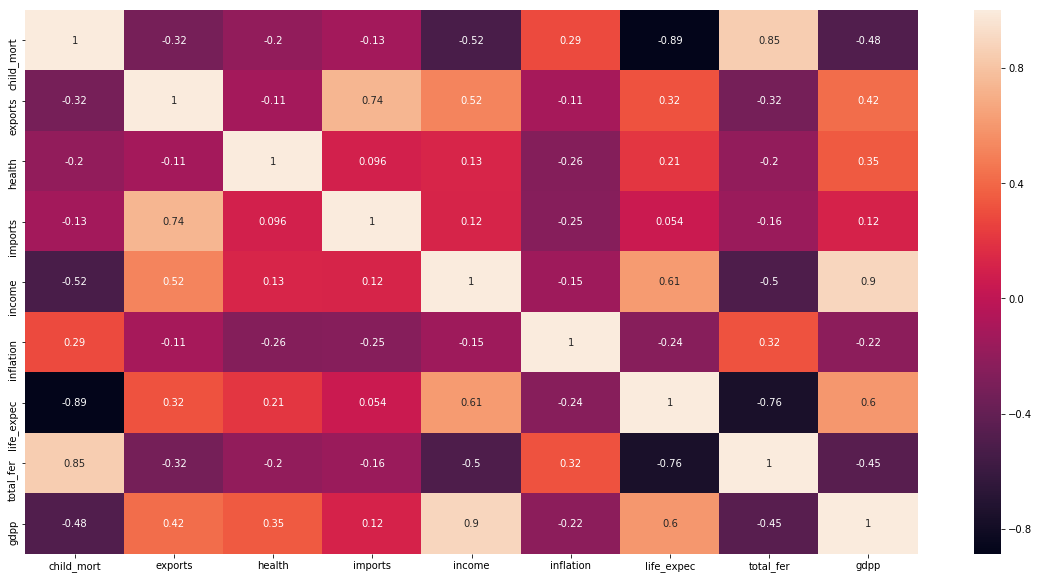 child_mort 1 -0.32 -0.2 -0.13 -0.52 0.29 -0.89 0.85 -0.48
exports -0.32 1 -0.11 0.74 0.52 -0.11 0.32 -0.32 0.42
health -0.2 -0.11 1 0.096 0.13 -0.26 0.21 -0.2 0.35
imports -0.13 0.74 0.096 1 0.12 -0.25 0.054 -0.16 0.12
income -0.52 0.52 0.13 0.12 1 -0.15 0.61 -0.5 0.9
inflation 0.29 -0.11 -0.26 -0.25 -0.15 1 -0.24 0.32 -0.22
life_expec -0.89 0.32 0.21 0.054 0.61 -0.24 1 -0.76 0.6
total_fer 0.85 -0.32 -0.2 -0.16 -0.5 0.32 -0.76 1 -0.45
gdpp -0.48 0.42 0.35 0.12 0.9 -0.22 0.6 -0.45 1
child_mort exports health imports income inflation life_expec total_fer gdpp
0.8
0.4
0.0
-0.4
-0.8